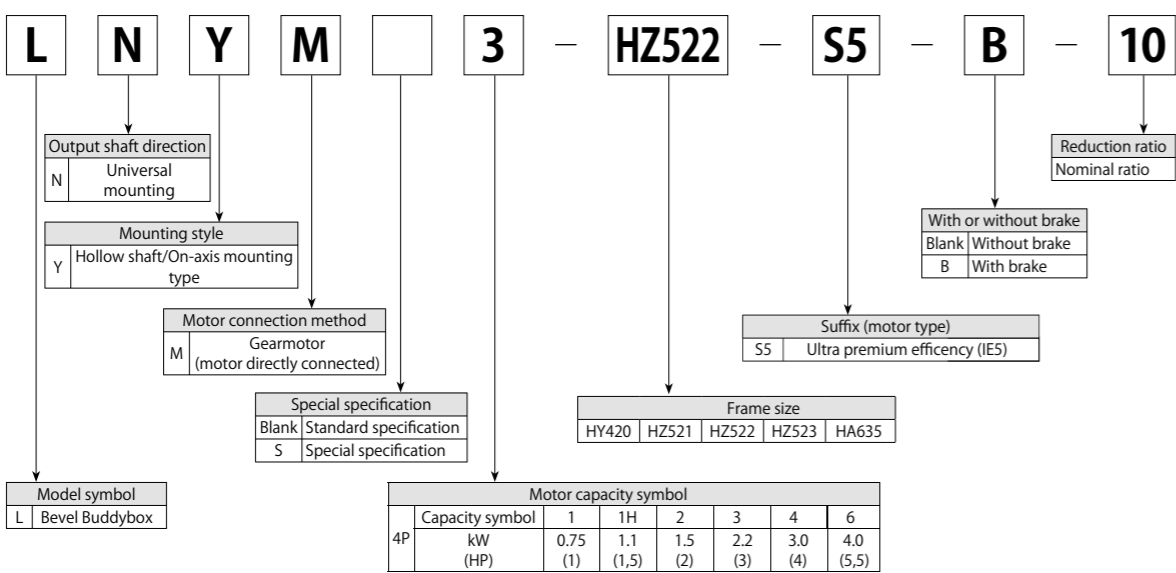 L N Y M 3 – HZ522 – S5 – B – 10
Output shaft direction
N Universal
mounting
Reduction ratio
Nominal ratio
Mounting style
Y Hollow shaft/On-axis mounting
type
With or without brake
Blank Without brake
B With brake
Motor connection method
M Gearmotor
(motor directly connected)
Suffix (motor type)
S5 Ultra premium efficency (IE5)
Special specification
Blank Standard specification
S Special specification
Frame size
HY420 HZ521 HZ522 HZ523 HA635
Model symbol
L Bevel Buddybox
Motor capacity symbol
4P Capacity symbol 1 1H 2 3 4 6
kW 0.75 1.1 1.5 2.2 3.0 4.0
(HP) (1) (1,5) (2) (3) (4) (5,5)